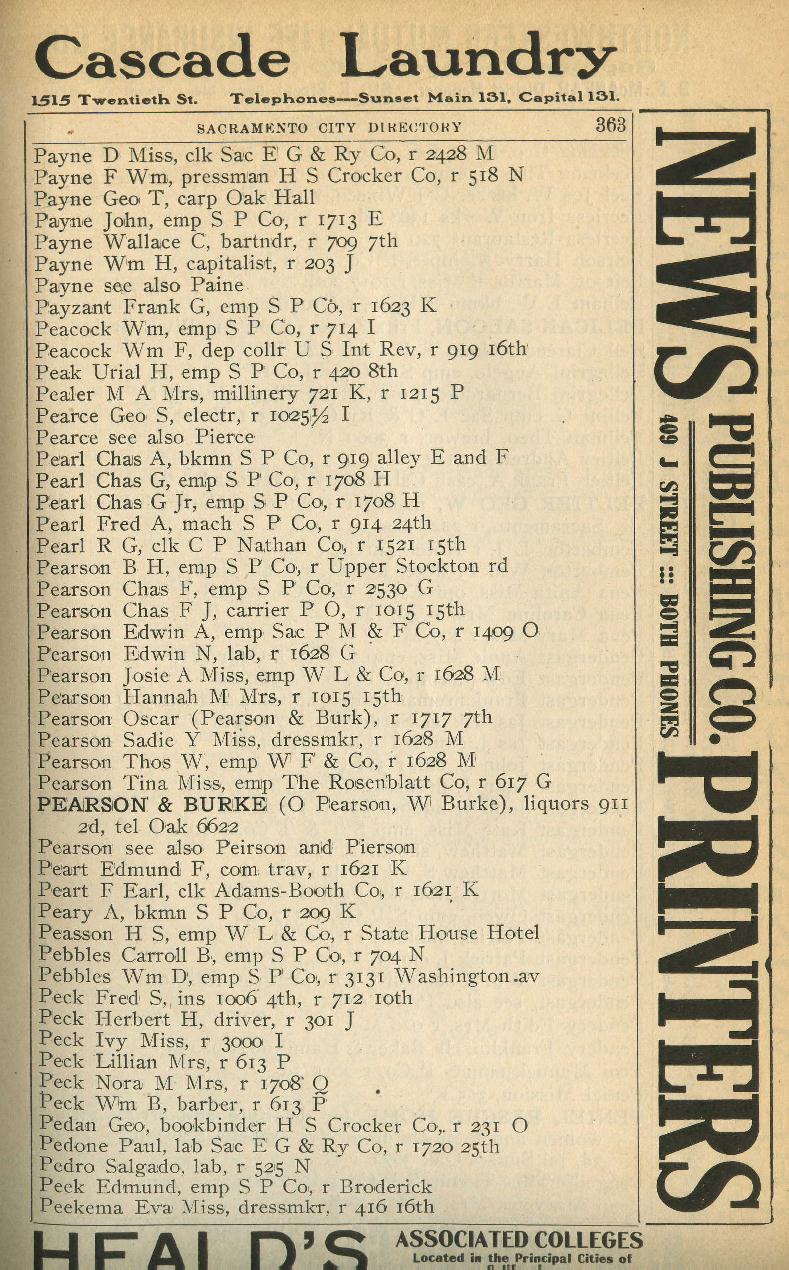 Cascade Laundry
1515 Twentieth St. Telephones---Sunset Main 131, Capital 131.
SACRAMENTO CITY DIRECTORY 363
Payne D Miss, clk Sac E G & Ry Co, r 2428 M
Payne F Wm, pressman H S Crocker Co, r 518 N
Payne Geo T, carp Oak Hall
Payne John, emp S P Co, r 1713 E
Payne Wallace C, bartndr, r 709 7th
Payne Wm H, capitalist, r 203 J
Payne see also Paine
Payzant Frank G, emp S P Co, r 1623 K
Peacock Wm, emp S P Co, r 714 I
Peacock Wm F, dep collr U S Int Rev, r 919 16th
Peak Urial H, emp S P Co, r 420 8th
Pealer M A Mrs, millinery 721 K, r 1215 P
Pearce Geo S, electr, r 1025½ I
Pearce see also Pierce
Pearl Chas A, bkmn S P Co, r 919 alley E and F
Pearl Chas G, emp S P Co, r 1708 H
Pearl Chas G Jr, emp S P Co, r 1708 H
Pearl Fred A, mach S P Co, r 914 24th
Pearl R G, clk C P Nathan Co, r 1521 15th
Pearson B H, emp S P Co, r Upper Stockton rd
Pearson Chas F, emp S P Co, r 2530 G
Pearson Chas F J, carrier P O, r 1015 15th
Pearson Edwin A, emp Sac P M & F Co, r 1409 O
Pearson Edwin N, lab, r 1628 G
Pearson Josie A Miss, emp W L & Co, r 1628 M
Pearson Hannah M Mrs, r 1015 15th
Pearson Oscar (Pearson & Burk), r 1717 7th
Pearson Sadie Y Miss, dressmkr, r 1628 M
Pearson Thos W, emp W F & Co, r 1628 M
Pearson Tina Miss, emp The Rosenblatt Co, r 617 G
PEARSON & BURKE (O Pearson, W Burke), liquors 911
2d, tel Oak 6622
Pearson see also Peirson and Pierson
Peart Edmund F, com trav, r 1621 K
Peart F Earl, clk Adams-Booth Co, r 1621 K
Peary A, bkmn S P Co, r 209 K
Peasson H S, emp W L & Co, r State House Hotel
Pebbles Carroll B, emp S P Co, r 704 N
Pebbles Wm D, emp S P Co, r 3131 Washington av
Peck Fred S, ins 1006 4th, r 712 10th
Peck Herbert H, driver, r 301 J
Peck Ivy Miss, r 3000 I
Peck Lillian Mrs, r 613 P
Peck Nora M Mrs, r 1708 Q
Peck Wm B, barber, r 613 P
Pedan Geo, bookbinder H S Crocker Co, r 231 O
Pedone Paul, lab Sac E G & Ry Co, r 1720 25th
Pedro Salgado, lab, r 525 N
Peek Edmund, emp S P Co, r Broderick
Peekema Eva Miss, dressmkr, r 416 16th
NEWS PUBLISHING CO. PRINTERS
409 J STREET ::: BOTH PHONES
HEALD'S ASSOCIATED COLLEGES
Located in the Principal Cities of